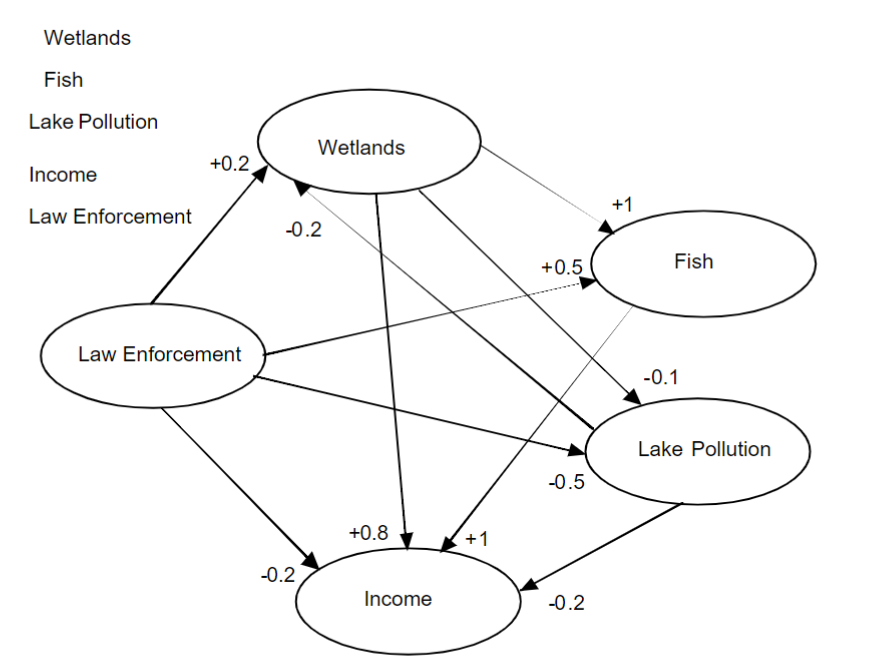 Wetlands
Fish
Lake Pollution
Income
Law Enforcement
Wetlands
+0.2
-0.2
+1
Fish
+0.5
Law Enforcement
-0.1
Lake Pollution
-0.5
+0.8
+1
-0.2
Income
-0.2